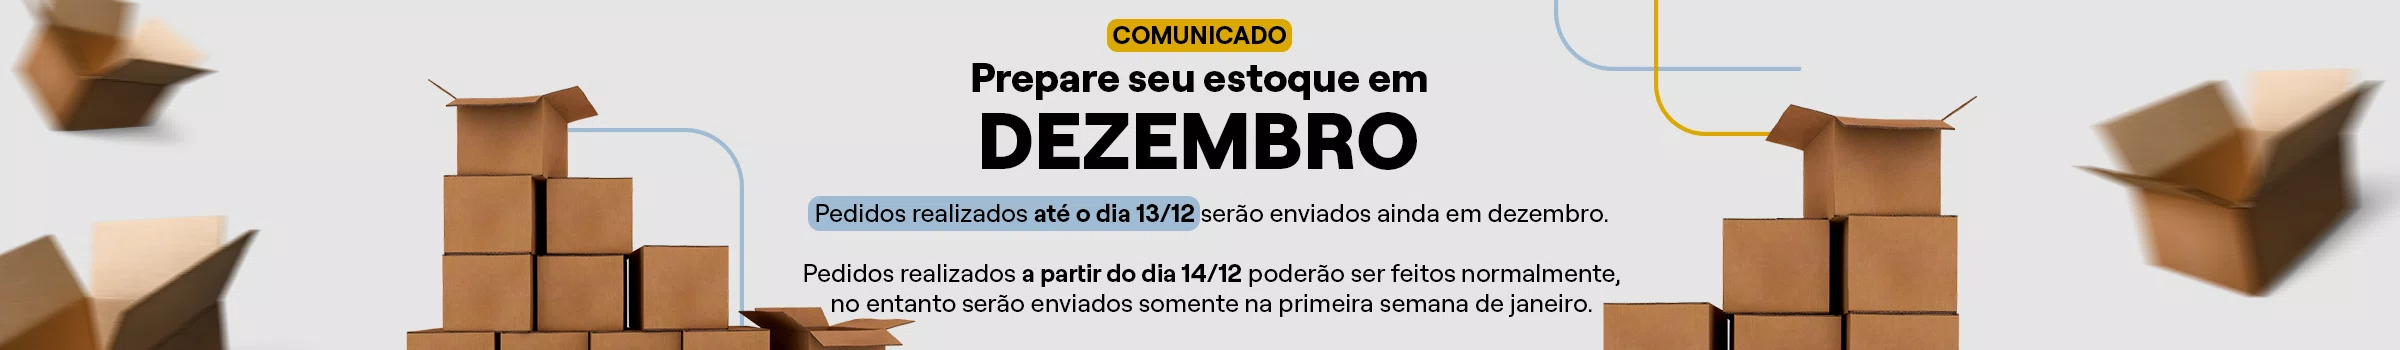 COMUNICADO
Prepare seu estoque em
DEZEMBRO
Pedidos realizados até o dia 13/12 serão enviados ainda em dezembro.
Pedidos realizados a partir do dia 14/12 poderão ser feitos normalmente,
no entanto serão enviados somente na primeira semana de janeiro.